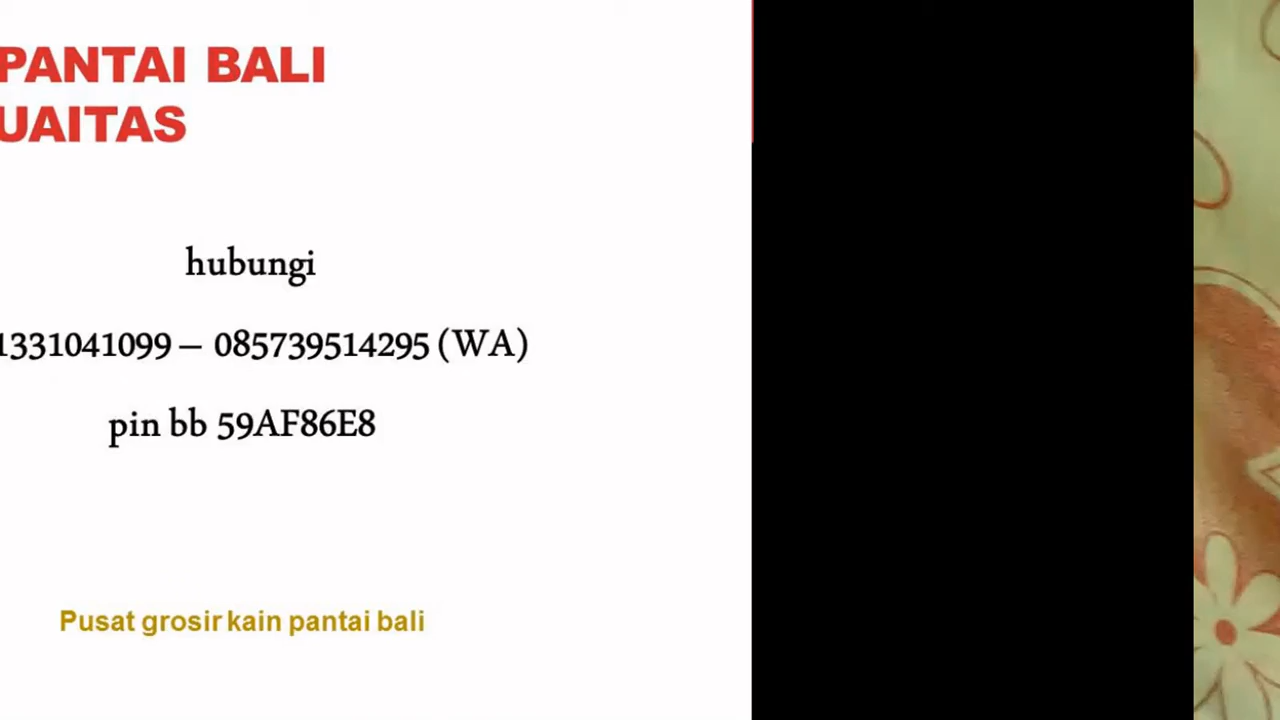 PANTAI BALI
UAITAS
hubungi
1331041099 – 085739514295 (WA)
pin bb 59AF86E8
Pusat grosir kain pantai bali